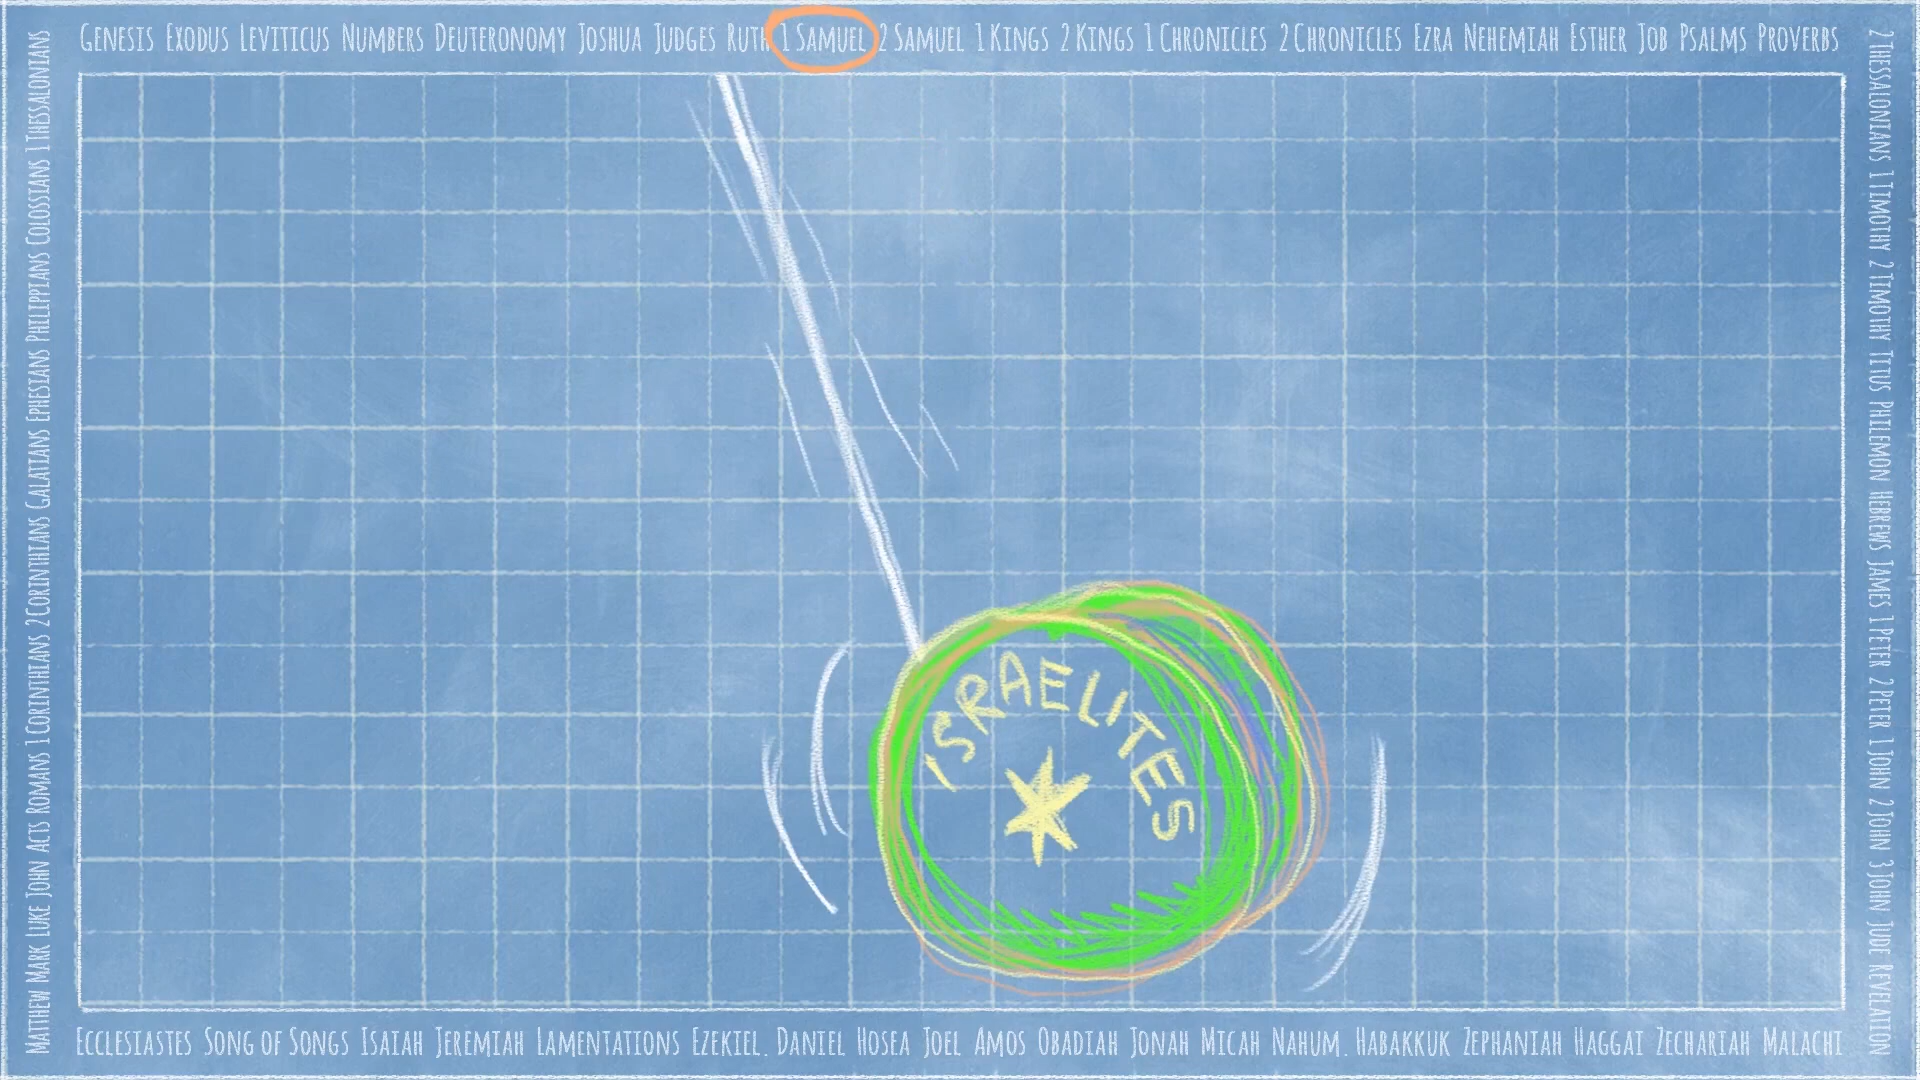 Genesis Exodus Leviticus Numbers Deuteronomy Joshua Judges Ruth 1 Samuel 2 Samuel 1 Kings 2 Kings 1 Chronicles 2 Chronicles Ezra Nehemiah Esther Job Psalms Proverbs
Matthew Mark Luke John Acts Romans 1 Corinthians 2 Corinthians Galatians Ephesians Philippians Colossians 1 Thessalonians
ISRAELITES
2 Thessalonians 1 Timothy 2 Timothy Titus Philemon Hebrews James 1 Peter 2 Peter 1 John 2 John 3 John Jude Revelation
Ecclesiastes Song of Songs Isaiah Jeremiah Lamentations Ezekiel. Daniel Hosea Joel Amos Obadiah Jonah Micah Nahum. Habakkuk Zephaniah Haggai Zechariah Malachi